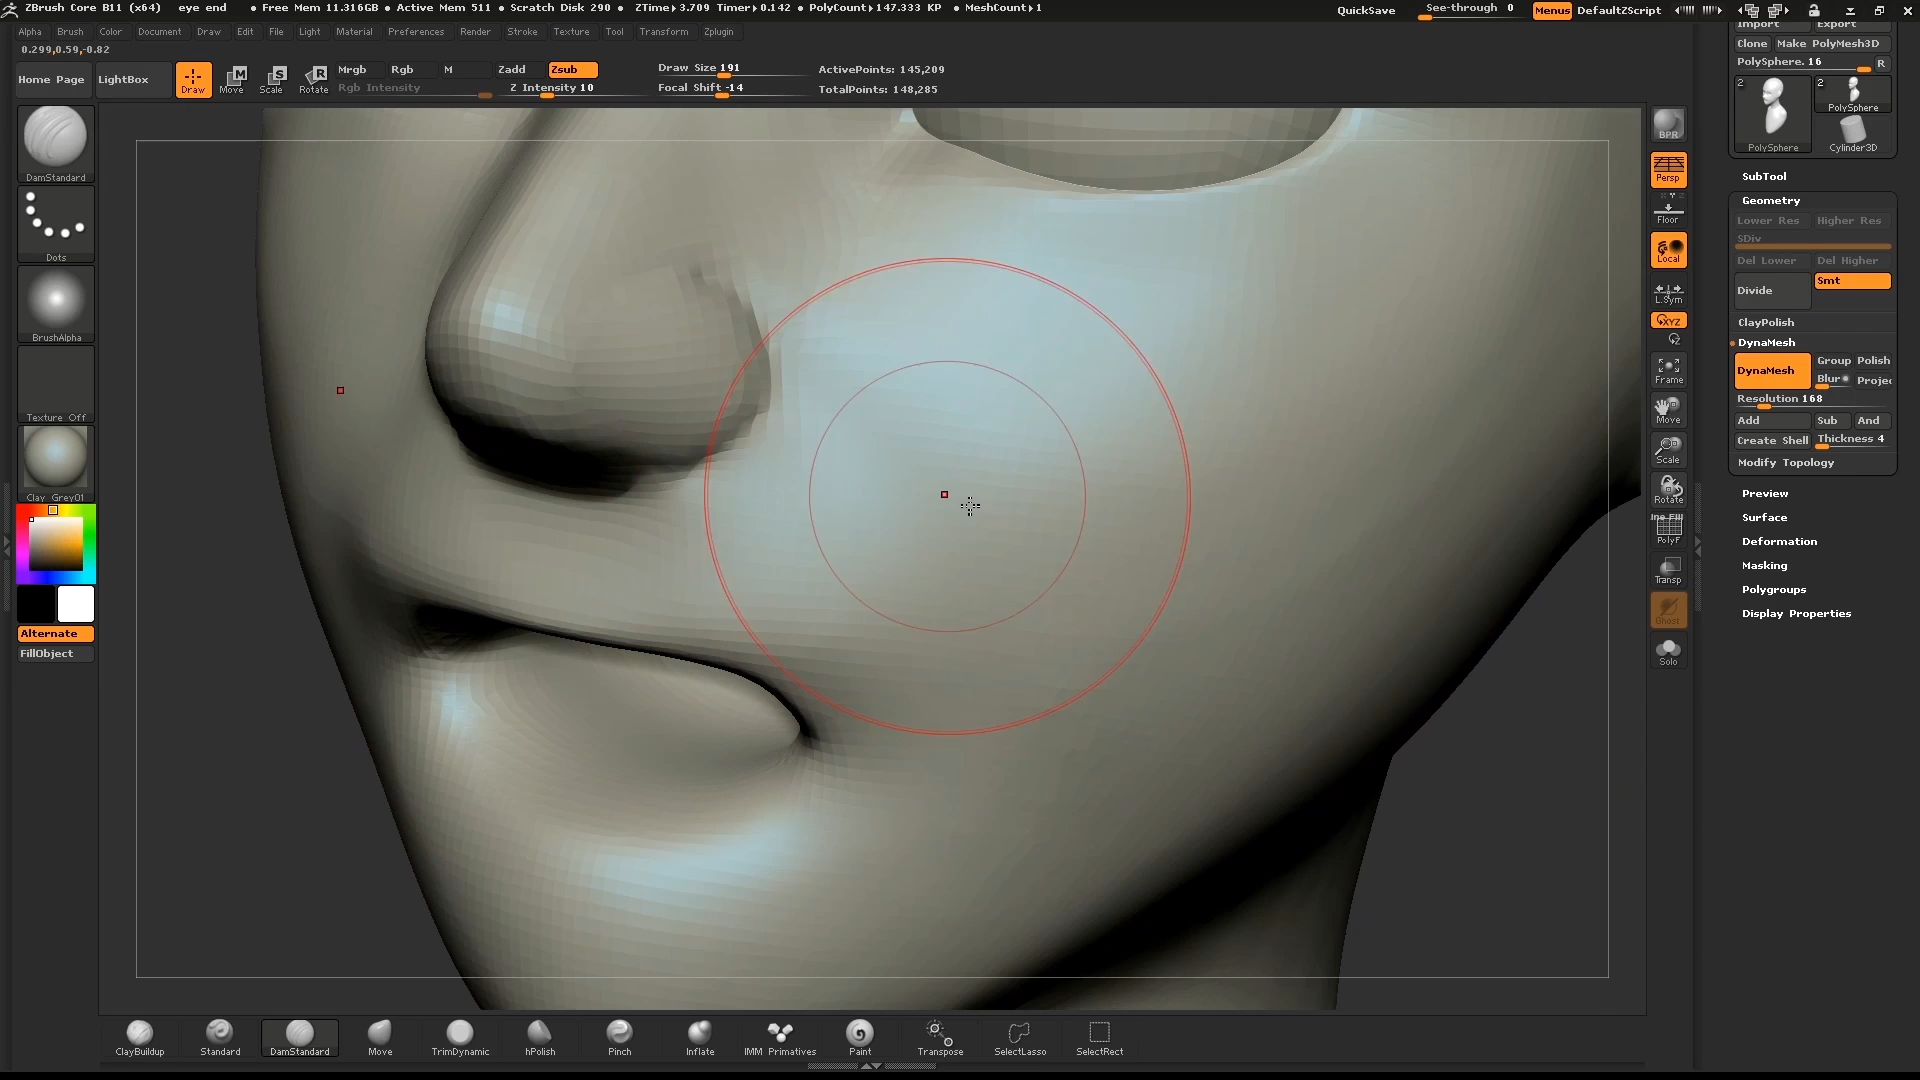 ZBrush Core B11 (x64) eye end • Free Mem 11.316GB • Active Mem 511 • Scratch Disk 290 • ZTime▸3.709 Timer▸0.142 • PolyCount▸147.333 KP • MeshCount▸1 QuickSave See-through 0 Menus DefaultZScript
Alpha Brush Color Document Draw Edit File Light Material Preferences Render Stroke Texture Tool Transform Zplugin
0.299,0.59,-0.82
Home Page LightBox Draw Move Scale Rotate
Mrgb Rgb M Zadd Zsub
Rgb Intensity Z Intensity 10
Draw Size 191
Focal Shift -14
ActivePoints: 145,209
TotalPoints: 148,285
DamStandard
Dots
BrushAlpha
Texture Off
Clay_Grey01
Alternate
FillObject
BPR
Persp
Floor
Local
L.Sym
XYZ
Frame
Move
Scale
Rotate
PolyF
Transp
Ghost
Solo
Import Export
Clone Make PolyMesh3D
PolySphere. 16 R
2 2
PolySphere
PolySphere Cylinder3D
SubTool
Geometry
Lower Res Higher Res
SDiv
Del Lower Del Higher
Divide Smt
ClayPolish
DynaMesh
DynaMesh Group Polish
Blur Projec
Resolution 168
Add Sub And
Create Shell Thickness 4
Modify Topology
Preview
Surface
Deformation
Masking
Polygroups
Display Properties
ClayBuildup Standard DamStandard Move TrimDynamic hPolish Pinch Inflate IMM Primitives Paint Transpose SelectLasso SelectRect